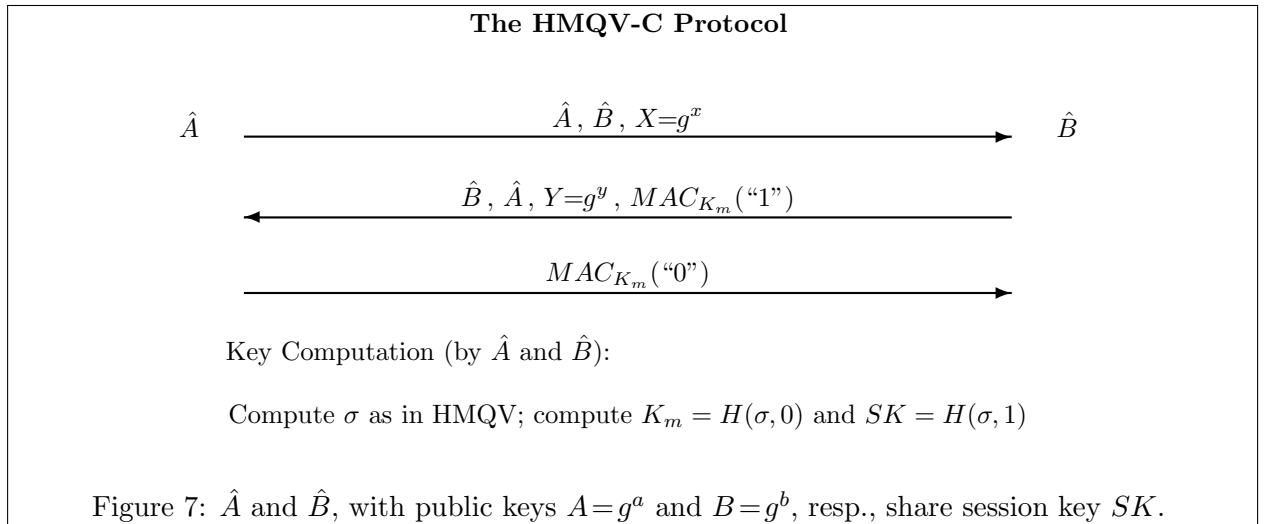 The HMQV-C Protocol
Â
Â, B̂, X=g^x
B̂
B̂, Â, Y=g^y, MAC_{K_m}(“1”)
MAC_{K_m}(“0”)
Key Computation (by Â and B̂):
Compute σ as in HMQV; compute K_m = H(σ, 0) and SK = H(σ, 1)
Figure 7: Â and B̂, with public keys A=g^a and B=g^b, resp., share session key SK.